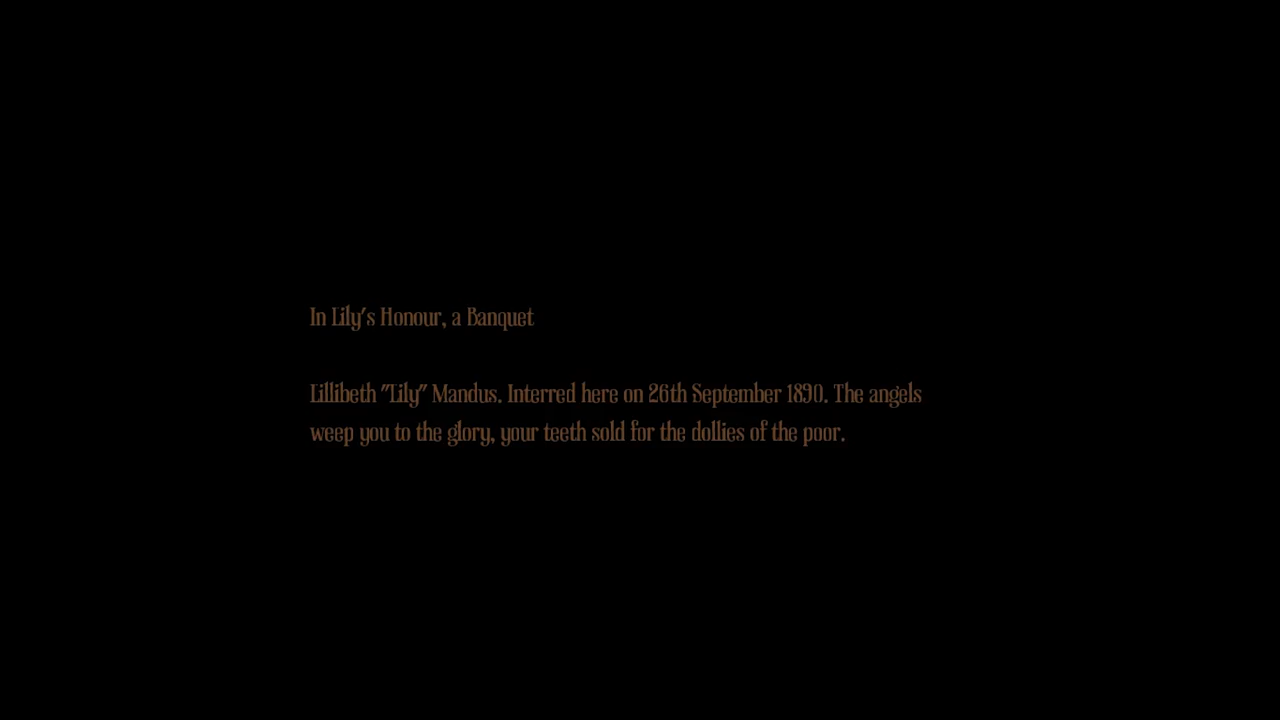 In Lily's Honour, a Banquet
Lillibeth "Lily" Mandus. Interred here on 26th September 1890. The angels
weep you to the glory, your teeth sold for the dollies of the poor.